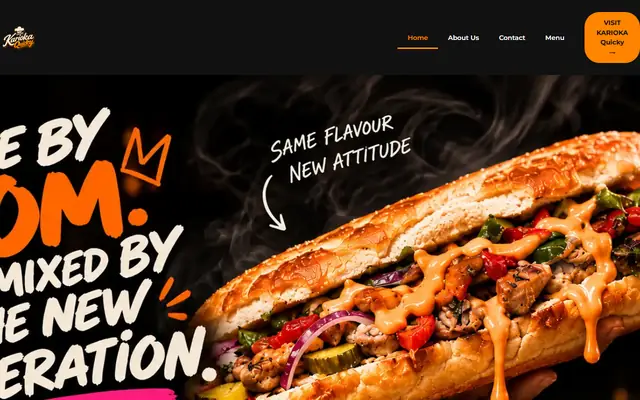 Karioka
Quicky
Home
About Us
Contact
Menu
VISIT
KARIOKA
Quicky
E BY
OM.
MIXED BY
HE NEW
ERATION.
SAME FLAVOUR
NEW ATTITUDE